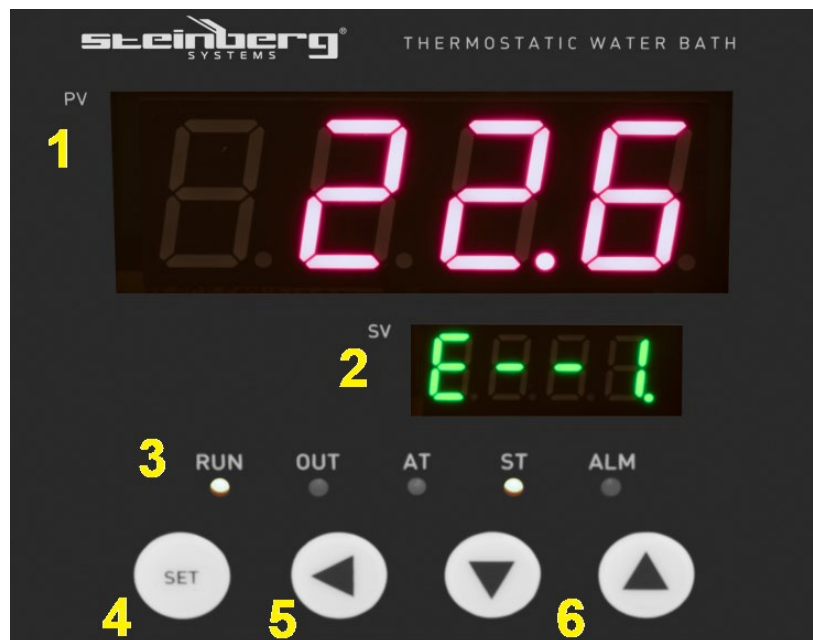 steinberg®
SYSTEMS
THERMOSTATIC WATER BATH
PV
1
22.6
SV
2
E--1.
3
RUN OUT AT ST ALM
SET
4 5 6